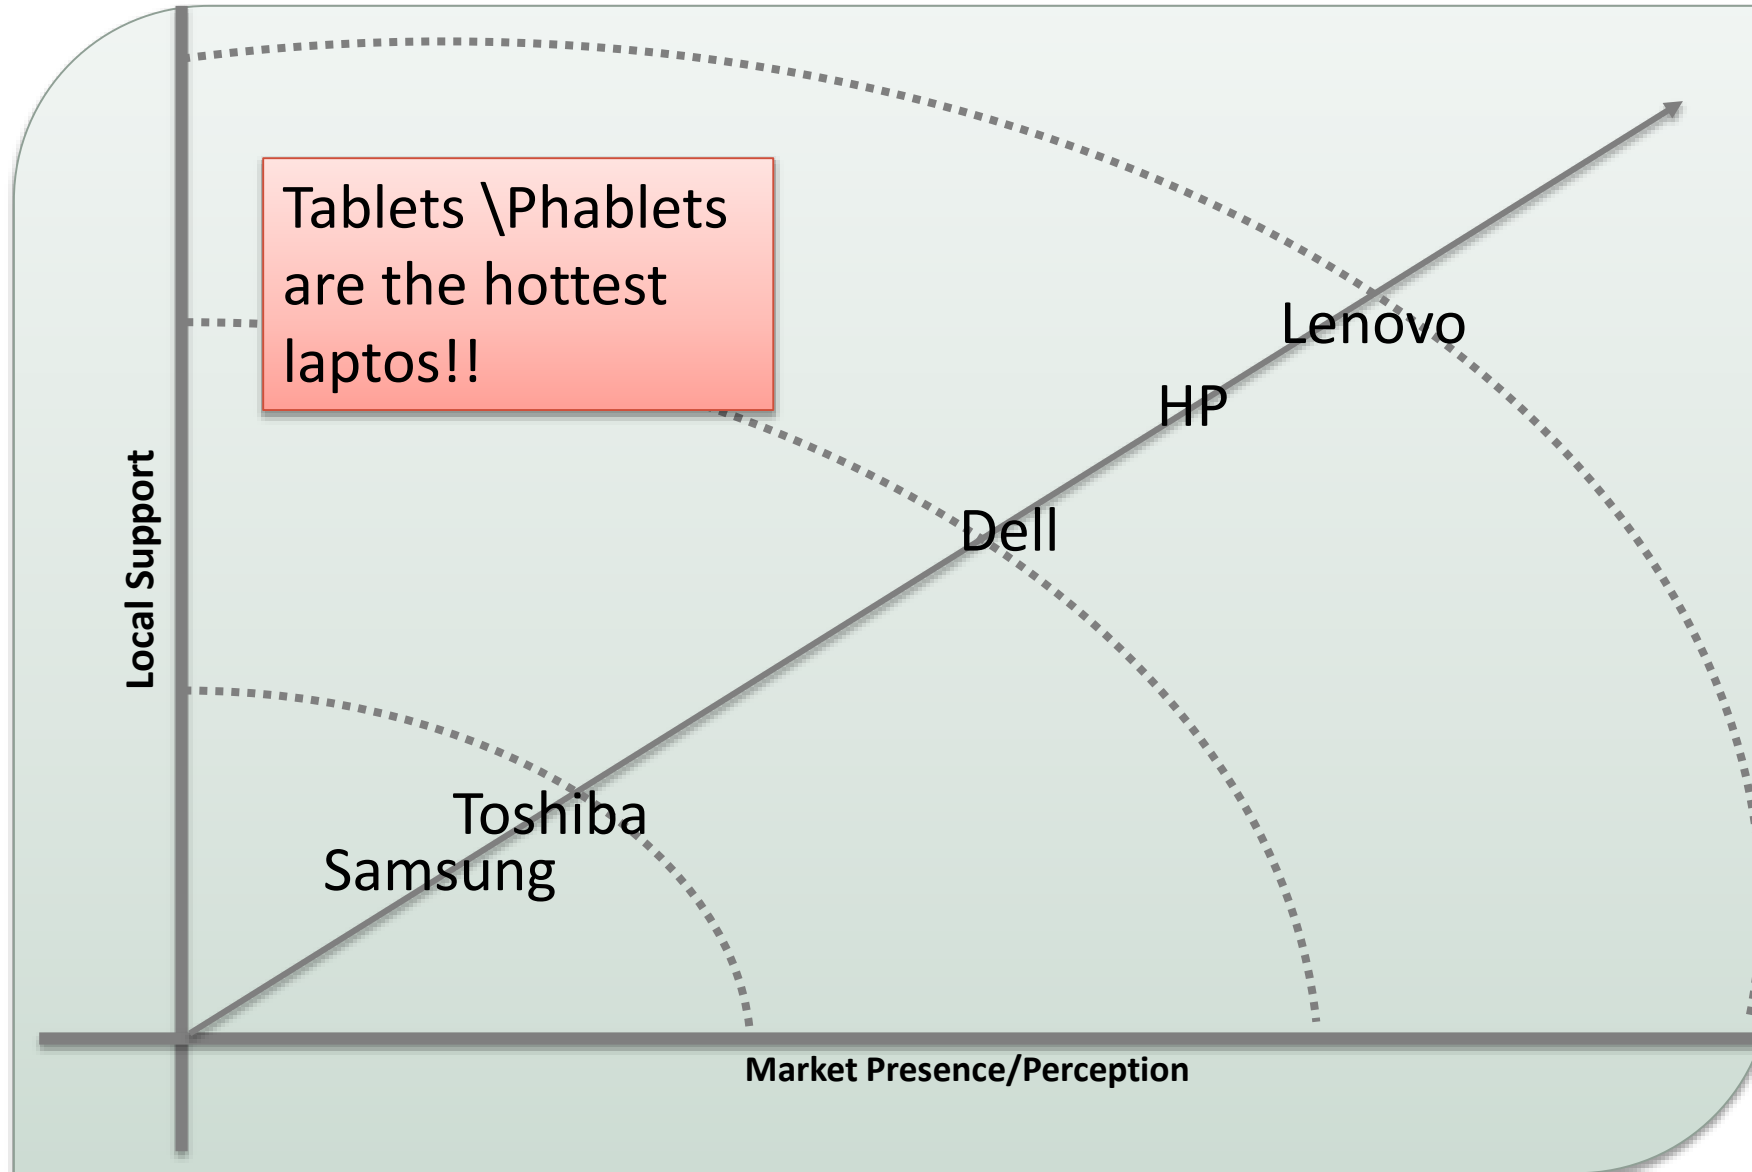 Tablets \Phablets
are the hottest
laptos!!
Lenovo
HP
Dell
Toshiba
Samsung
Local Support
Market Presence/Perception